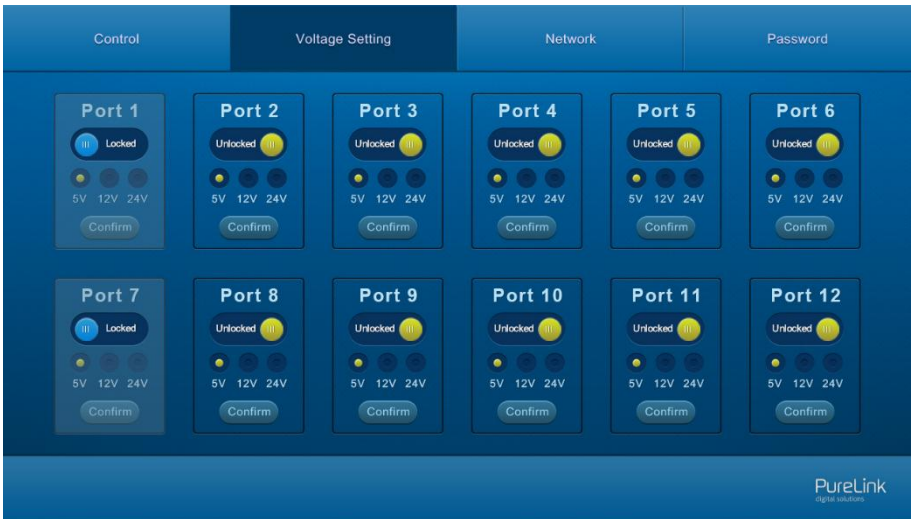 Control Voltage Setting Network Password
Port 1 Port 2 Port 3 Port 4 Port 5 Port 6
Locked Unlocked Unlocked Unlocked Unlocked Unlocked
5V 12V 24V 5V 12V 24V 5V 12V 24V 5V 12V 24V 5V 12V 24V 5V 12V 24V
Confirm Confirm Confirm Confirm Confirm Confirm
Port 7 Port 8 Port 9 Port 10 Port 11 Port 12
Locked Unlocked Unlocked Unlocked Unlocked Unlocked
5V 12V 24V 5V 12V 24V 5V 12V 24V 5V 12V 24V 5V 12V 24V 5V 12V 24V
Confirm Confirm Confirm Confirm Confirm Confirm
PureLink
digital solutions